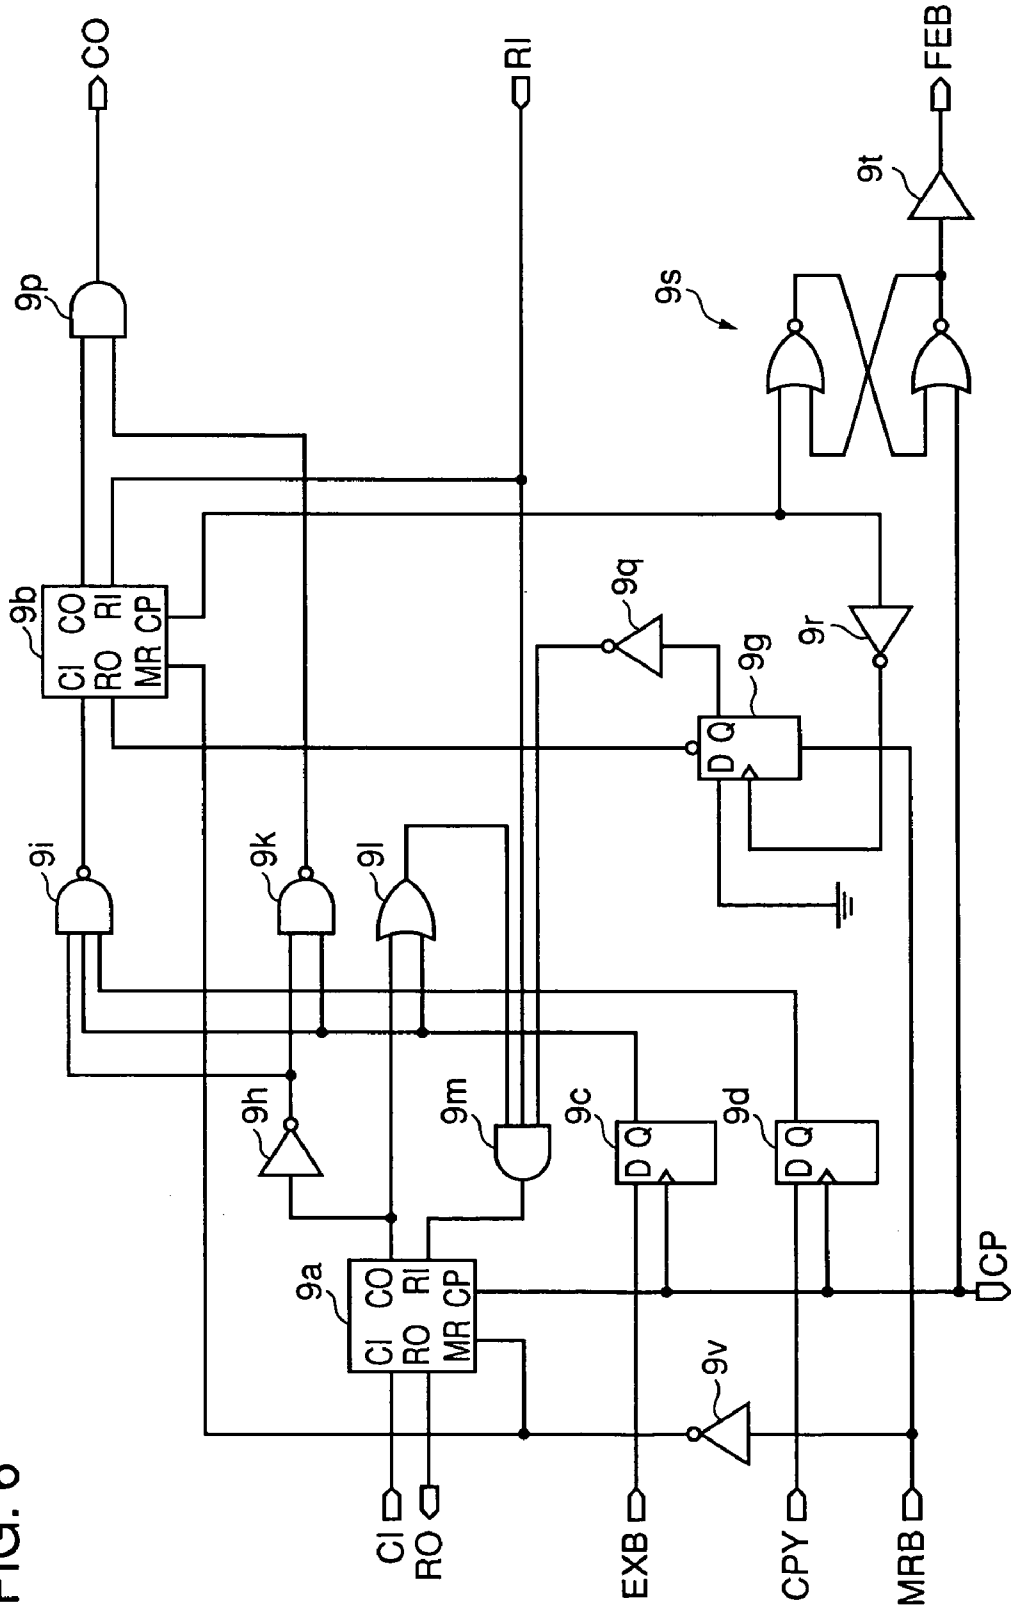 FIG. 6
CO
RI
FEB
9p
9s
9t
9b
CI CO
RO RI
MR CP
9q
9g
D Q
9r
9i
9k
9l
9h
9m
9c
D Q
9d
D Q
9a
CI CO
RO RI
MR CP
9v
CI
RO
EXB
CPY
MRB
CP